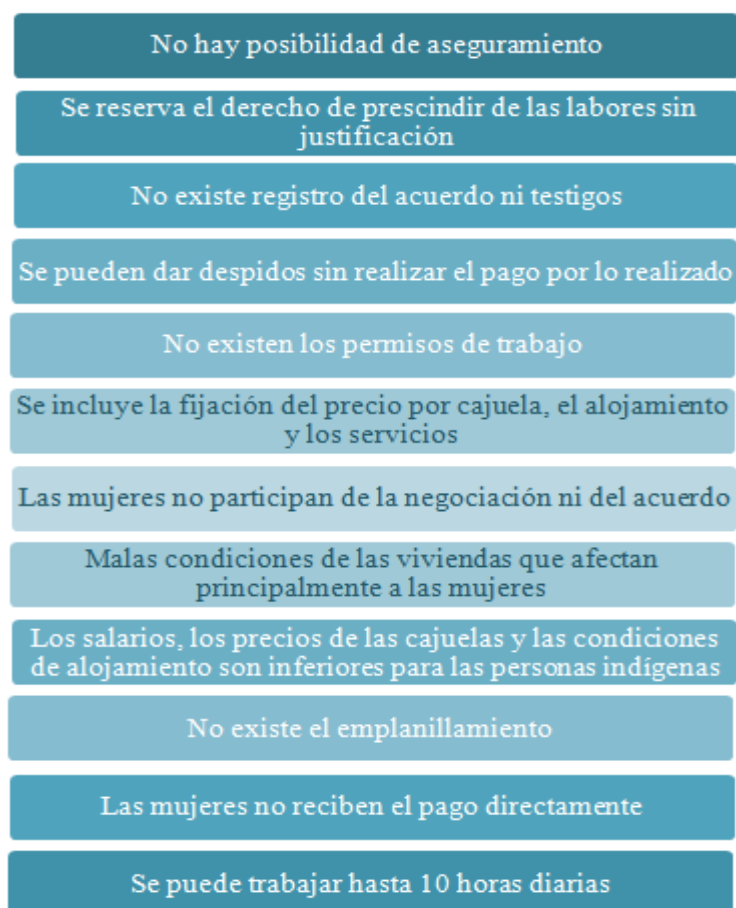 No hay posibilidad de aseguramiento
Se reserva el derecho de prescindir de las labores sin
justificación
No existe registro del acuerdo ni testigos
Se pueden dar despidos sin realizar el pago por lo realizado
No existen los permisos de trabajo
Se incluye la fijación del precio por cajuela, el alojamiento
y los servicios
Las mujeres no participan de la negociación ni del acuerdo
Malas condiciones de las viviendas que afectan
principalmente a las mujeres
Los salarios, los precios de las cajuelas y las condiciones
de alojamiento son inferiores para las personas indígenas
No existe el emplanillamiento
Las mujeres no reciben el pago directamente
Se puede trabajar hasta 10 horas diarias